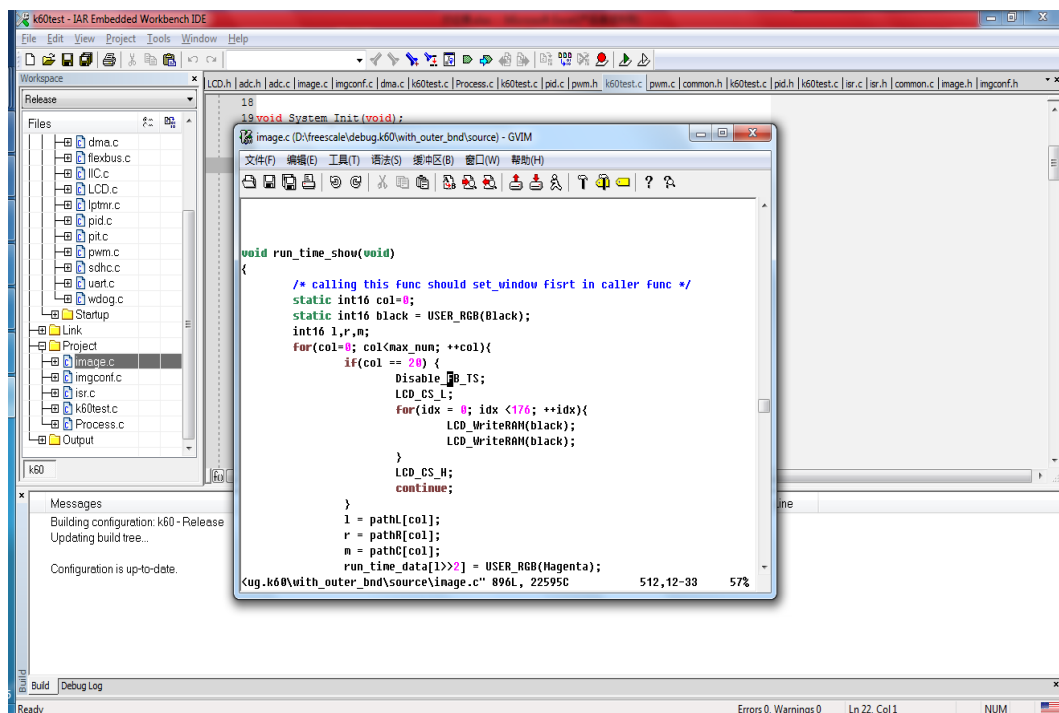 k60test - IAR Embedded Workbench IDE
File Edit View Project Tools Window Help
Workspace
Release
Files
dma.c
flexbus.c
IIC.c
LCD.c
lptmr.c
pid.c
pit.c
pwm.c
sdhc.c
uart.c
wdog.c
Startup
Link
Project
image.c
imgconf.c
isr.c
k60test.c
Process.c
Output
k60
LCD.h | adc.h | adc.c | image.c | imgconf.c | dma.c | k60test.c | Process.c | k60test.c | pid.c | pwm.h | k60test.c | pwm.c | common.h | k60test.c | pid.h | k60test.c | isr.c | isr.h | common.c | image.h | imgconf.h
18
19 void System Init(void);
image.c (D:\freescale\debug.k60\with_outer_bnd\source) - GVIM
文件(F) 编辑(E) 工具(T) 语法(S) 缓冲区(B) 窗口(W) 帮助(H)
void run_time_show(void)
{
/* calling this func should set_window fisrt in caller func */
static int16 col=0;
static int16 black = USER_RGB(Black);
int16 l,r,m;
for(col=0; col<max_num; ++col){
if(col == 20) {
Disable_FB_TS;
LCD_CS_L;
for(idx = 0; idx <176; ++idx){
LCD_WriteRAM(black);
LCD_WriteRAM(black);
}
LCD_CS_H;
continue;
}
l = pathL[col];
r = pathR[col];
m = pathC[col];
run_time_data[l>>2] = USER_RGB(Magenta);
<ug.k60\with_outer_bnd\source\image.c" 896L, 22595C 512,12-33 57%
Messages
Building configuration: k60 - Release
Updating build tree...
Configuration is up-to-date.
Build
Build Debug Log
Ready
Errors 0, Warnings 0 Ln 22, Col 1 NUM